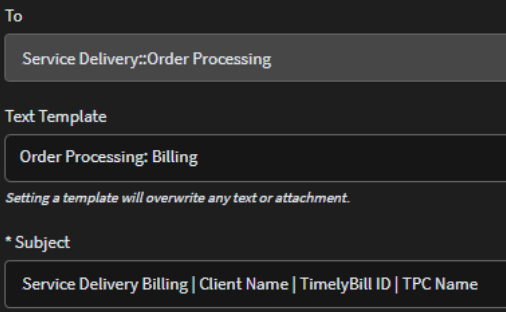 To
Service Delivery::Order Processing
Text Template
Order Processing: Billing
Setting a template will overwrite any text or attachment.
* Subject
Service Delivery Billing | Client Name | TimelyBill ID | TPC Name